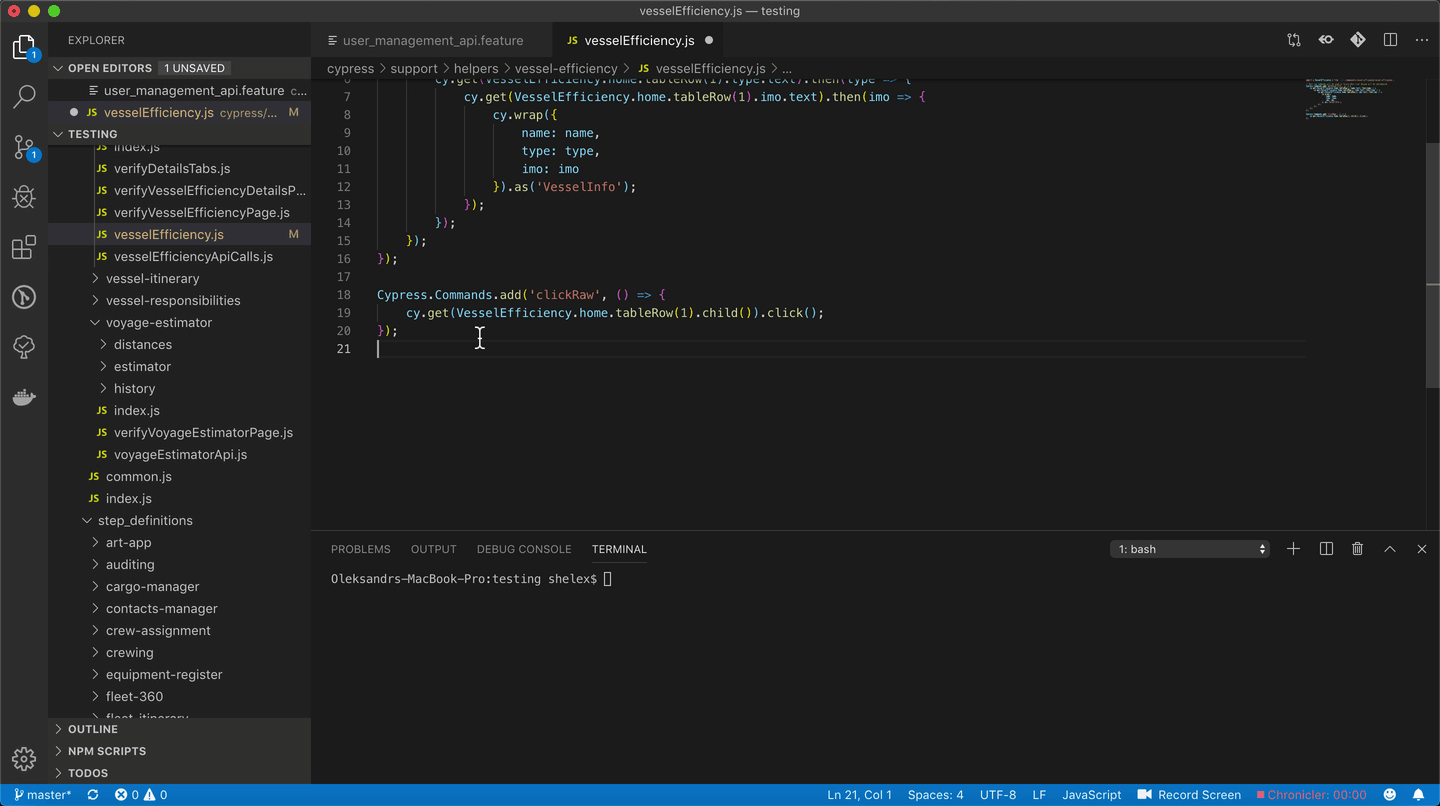 vesselEfficiency.js — testing
EXPLORER
OPEN EDITORS 1 UNSAVED
user_management_api.feature c...
JS vesselEfficiency.js cypress/... M
TESTING
JS index.js
JS verifyDetailsTabs.js
JS verifyVesselEfficiencyDetailsP...
JS verifyVesselEfficiencyPage.js
JS vesselEfficiency.js M
JS vesselEfficiencyApiCalls.js
vessel-itinerary
vessel-responsibilities
voyage-estimator
distances
estimator
history
JS index.js
JS verifyVoyageEstimatorPage.js
JS voyageEstimatorApi.js
JS common.js
JS index.js
step_definitions
art-app
auditing
cargo-manager
contacts-manager
crew-assignment
crewing
equipment-register
fleet-360
fleet-itinerary
OUTLINE
NPM SCRIPTS
TODOS
1
1
user_management_api.feature
JS vesselEfficiency.js
cypress > support > helpers > vessel-efficiency > JS vesselEfficiency.js > ...
6 cy.get(VesselEfficiency.home.tableRow(1).type.text).then(type => {
7 cy.get(VesselEfficiency.home.tableRow(1).imo.text).then(imo => {
8 cy.wrap({
9 name: name,
10 type: type,
11 imo: imo
12 }).as('VesselInfo');
13 });
14 });
15 });
16 });
17
18 Cypress.Commands.add('clickRaw', () => {
19 cy.get(VesselEfficiency.home.tableRow(1).child()).click();
20 });
21
PROBLEMS OUTPUT DEBUG CONSOLE TERMINAL 1: bash
Oleksandrs-MacBook-Pro:testing shelex$
master* 0 0 Ln 21, Col 1 Spaces: 4 UTF-8 LF JavaScript Record Screen Chronicler: 00:00